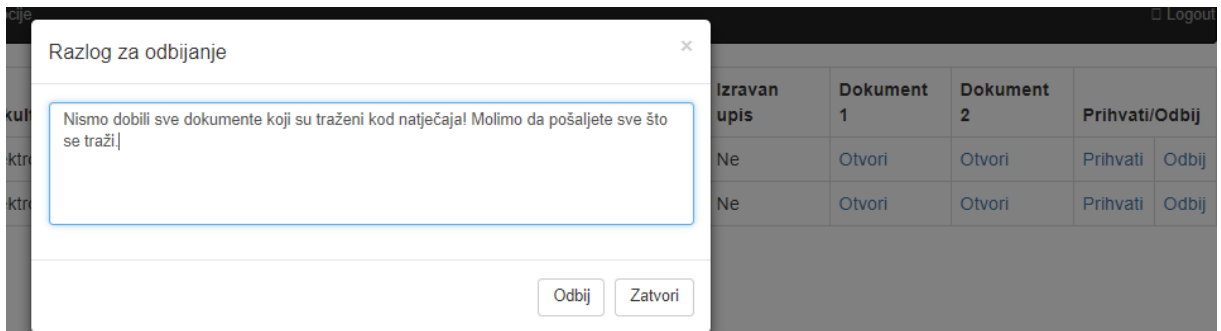 Logout
Razlog za odbijanje
×
Nismo dobili sve dokumente koji su traženi kod natječaja! Molimo da pošaljete sve što
se traži.
Odbij Zatvori
Izravan upis Dokument 1 Dokument 2 Prihvati/Odbij
Ne Otvori Otvori Prihvati Odbij
Ne Otvori Otvori Prihvati Odbij